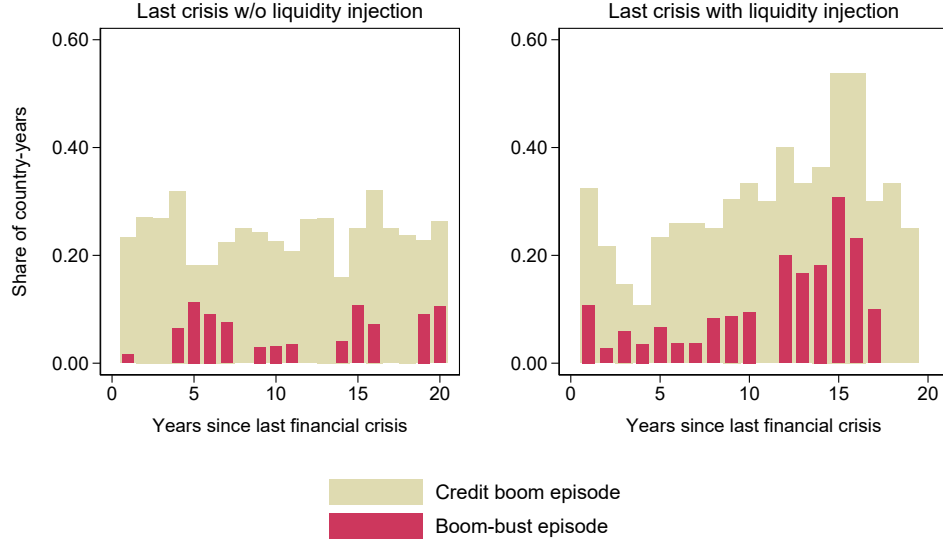 Last crisis w/o liquidity injection
Last crisis with liquidity injection
Share of country-years
0.60
0.40
0.20
0.00
0 5 10 15 20
Years since last financial crisis
0.60
0.40
0.20
0.00
0 5 10 15 20
Years since last financial crisis
Credit boom episode
Boom-bust episode